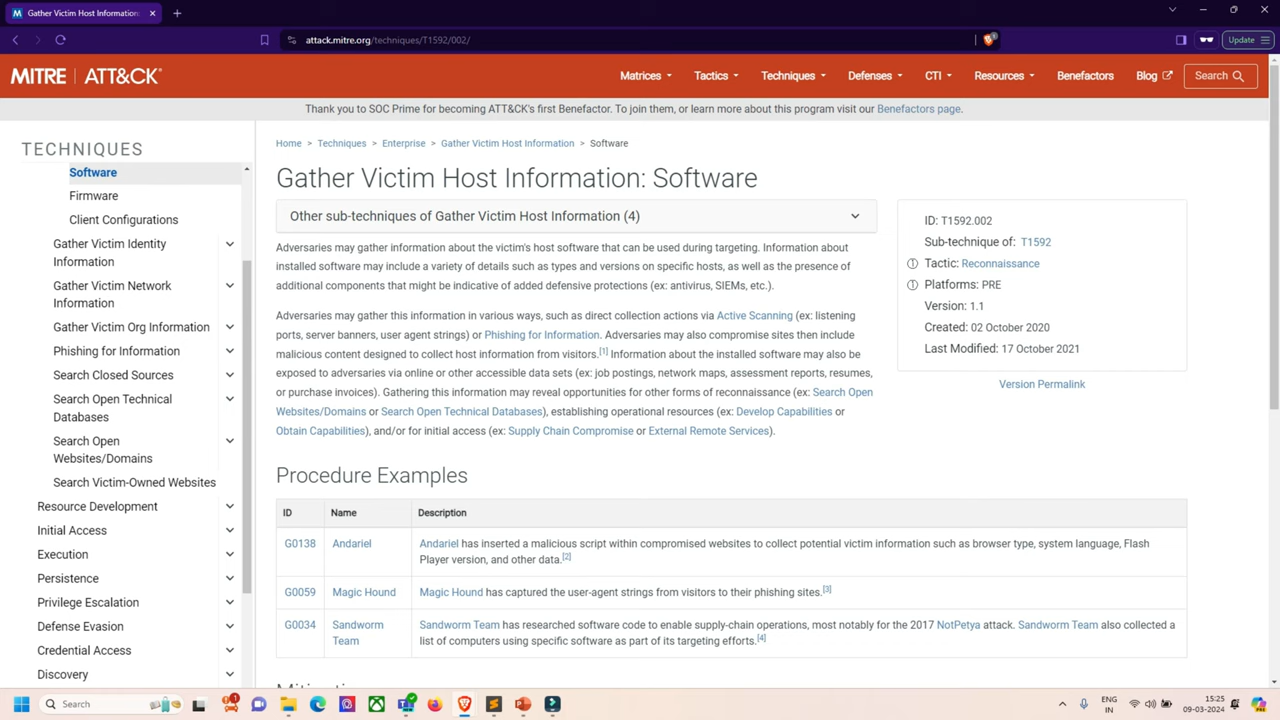 Gather Victim Host Information:
attack.mitre.org/techniques/T1592/002/
Update
MITRE | ATT&CK®
Matrices
Tactics
Techniques
Defenses
CTI
Resources
Benefactors
Blog
Search
Thank you to SOC Prime for becoming ATT&CK's first Benefactor. To join them, or learn more about this program visit our Benefactors page.
TECHNIQUES
Software
Firmware
Client Configurations
Gather Victim Identity
Information
Gather Victim Network
Information
Gather Victim Org Information
Phishing for Information
Search Closed Sources
Search Open Technical
Databases
Search Open
Websites/Domains
Search Victim-Owned Websites
Resource Development
Initial Access
Execution
Persistence
Privilege Escalation
Defense Evasion
Credential Access
Discovery
Home > Techniques > Enterprise > Gather Victim Host Information > Software
Gather Victim Host Information: Software
Other sub-techniques of Gather Victim Host Information (4)
Adversaries may gather information about the victim's host software that can be used during targeting. Information about
installed software may include a variety of details such as types and versions on specific hosts, as well as the presence of
additional components that might be indicative of added defensive protections (ex: antivirus, SIEMs, etc.).
Adversaries may gather this information in various ways, such as direct collection actions via Active Scanning (ex: listening
ports, server banners, user agent strings) or Phishing for Information. Adversaries may also compromise sites then include
malicious content designed to collect host information from visitors.[1] Information about the installed software may also be
exposed to adversaries via online or other accessible data sets (ex: job postings, network maps, assessment reports, resumes,
or purchase invoices). Gathering this information may reveal opportunities for other forms of reconnaissance (ex: Search Open
Websites/Domains or Search Open Technical Databases), establishing operational resources (ex: Develop Capabilities or
Obtain Capabilities), and/or for initial access (ex: Supply Chain Compromise or External Remote Services).
ID: T1592.002
Sub-technique of: T1592
Tactic: Reconnaissance
Platforms: PRE
Version: 1.1
Created: 02 October 2020
Last Modified: 17 October 2021
Version Permalink
Procedure Examples
ID Name Description
G0138 Andariel Andariel has inserted a malicious script within compromised websites to collect potential victim information such as browser type, system language, Flash
Player version, and other data.[2]
G0059 Magic Hound Magic Hound has captured the user-agent strings from visitors to their phishing sites.[3]
G0034 Sandworm Team Sandworm Team has researched software code to enable supply-chain operations, most notably for the 2017 NotPetya attack. Sandworm Team also collected a
list of computers using specific software as part of its targeting efforts.[4]
Search
1
ENG
IN
15:25
09-03-2024